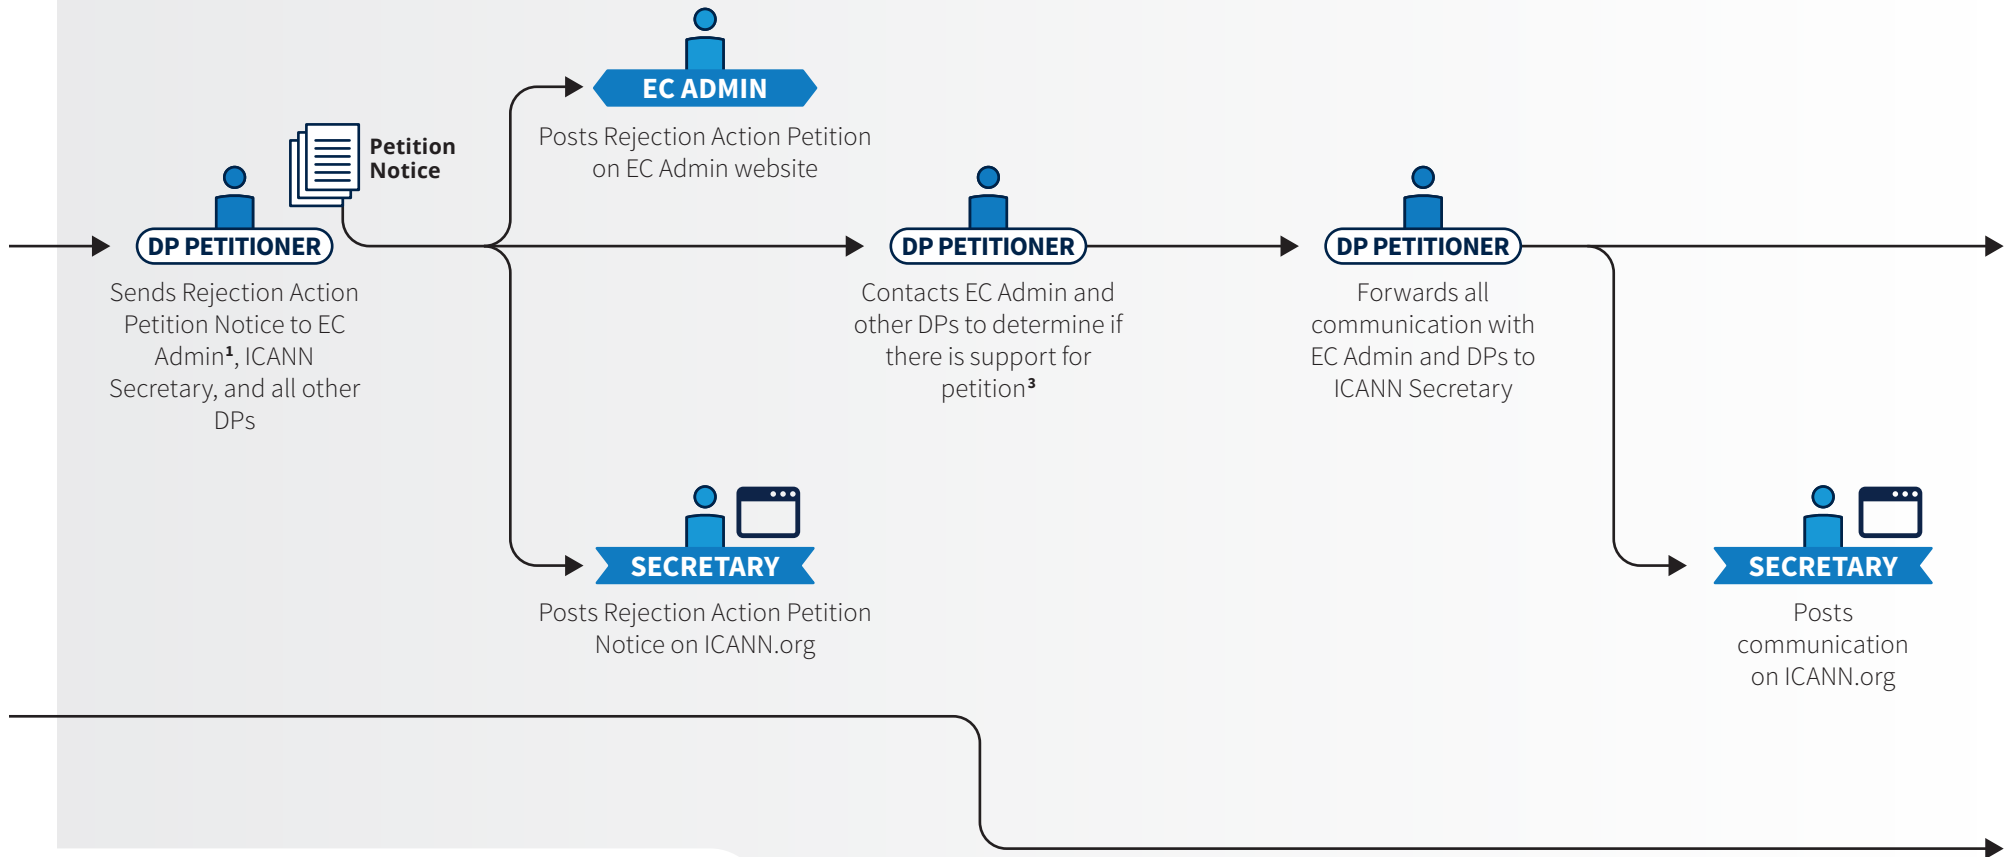 EC ADMIN
Posts Rejection Action Petition
on EC Admin website
Petition
Notice
DP PETITIONER
Sends Rejection Action
Petition Notice to EC
Admin¹, ICANN
Secretary, and all other
DPs
DP PETITIONER
Contacts EC Admin and
other DPs to determine if
there is support for
petition³
DP PETITIONER
Forwards all
communication with
EC Admin and DPs to
ICANN Secretary
SECRETARY
Posts Rejection Action Petition
Notice on ICANN.org
SECRETARY
Posts
communication
on ICANN.org